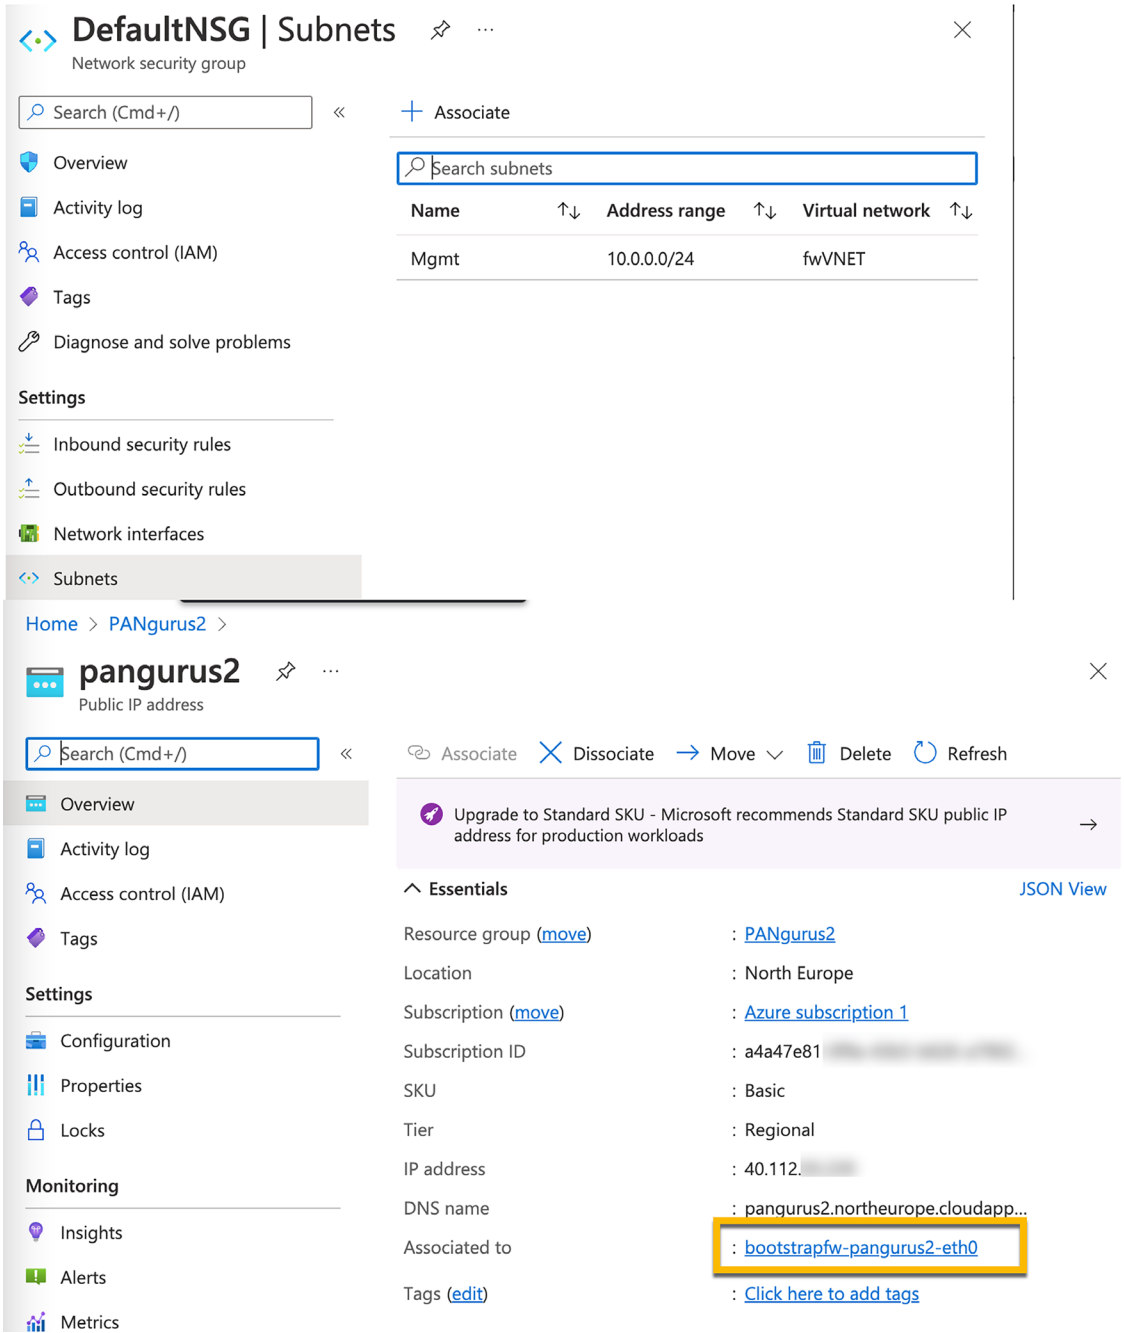 DefaultNSG | Subnets ...
Network security group
Search (Cmd+/) «
Overview
Activity log
Access control (IAM)
Tags
Diagnose and solve problems
Settings
Inbound security rules
Outbound security rules
Network interfaces
Subnets
+ Associate
Search subnets
Name ↑↓ Address range ↑↓ Virtual network ↑↓
Mgmt 10.0.0.0/24 fwVNET
Home > PANgurus2 >
pangurus2 ...
Public IP address
Search (Cmd+/) «
Overview
Activity log
Access control (IAM)
Tags
Settings
Configuration
Properties
Locks
Monitoring
Insights
Alerts
Metrics
Associate Dissociate Move Delete Refresh
Upgrade to Standard SKU - Microsoft recommends Standard SKU public IP
address for production workloads
Essentials JSON View
Resource group (move) : PANgurus2
Location : North Europe
Subscription (move) : Azure subscription 1
Subscription ID : a4a47e81
SKU : Basic
Tier : Regional
IP address : 40.112.
DNS name : pangurus2.northeurope.cloudapp...
Associated to : bootstrapfw-pangurus2-eth0
Tags (edit) : Click here to add tags